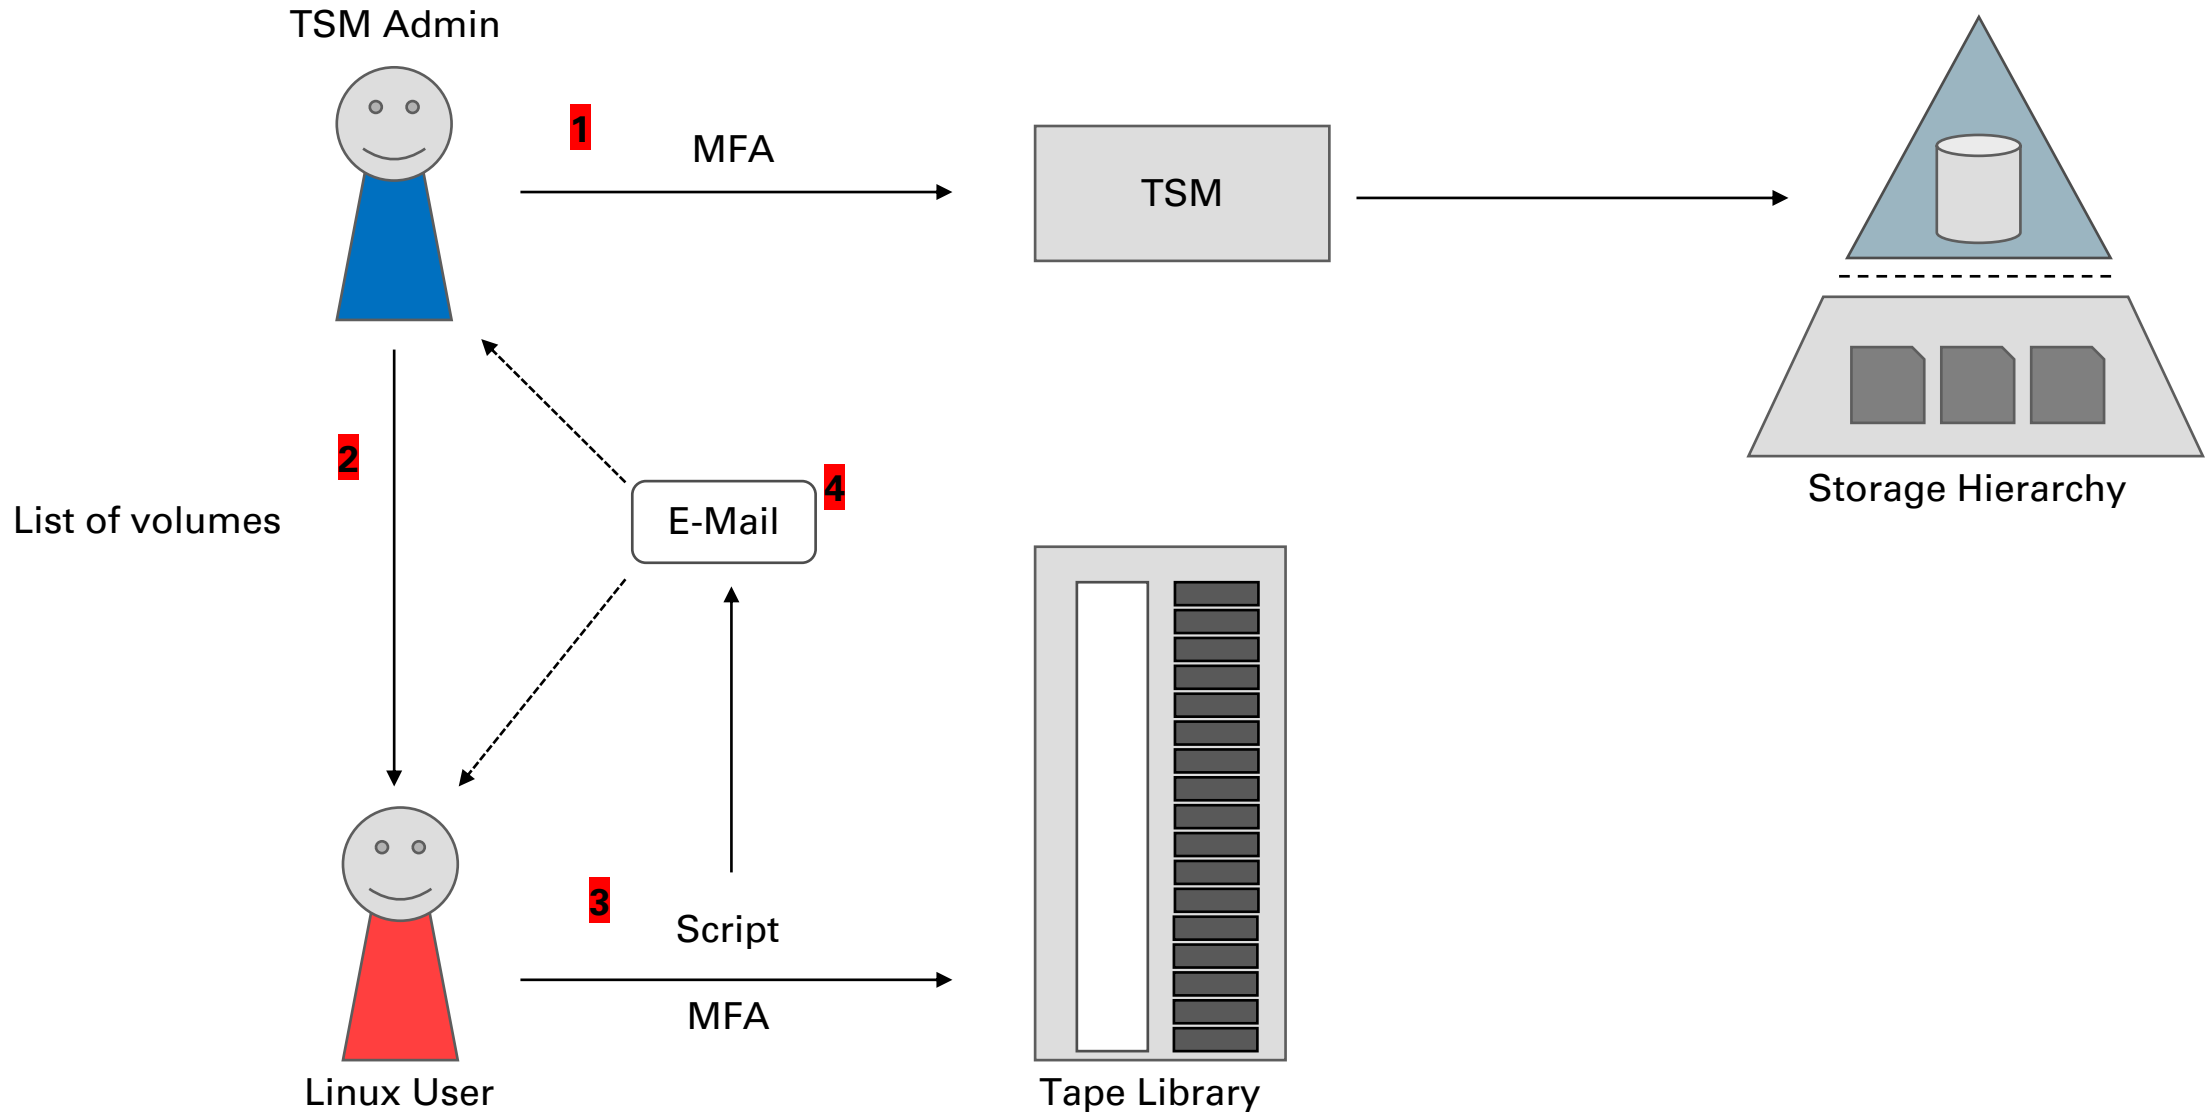 TSM Admin
1
MFA
TSM
2
4
E-Mail
List of volumes
Storage Hierarchy
3
Script
MFA
Linux User
Tape Library